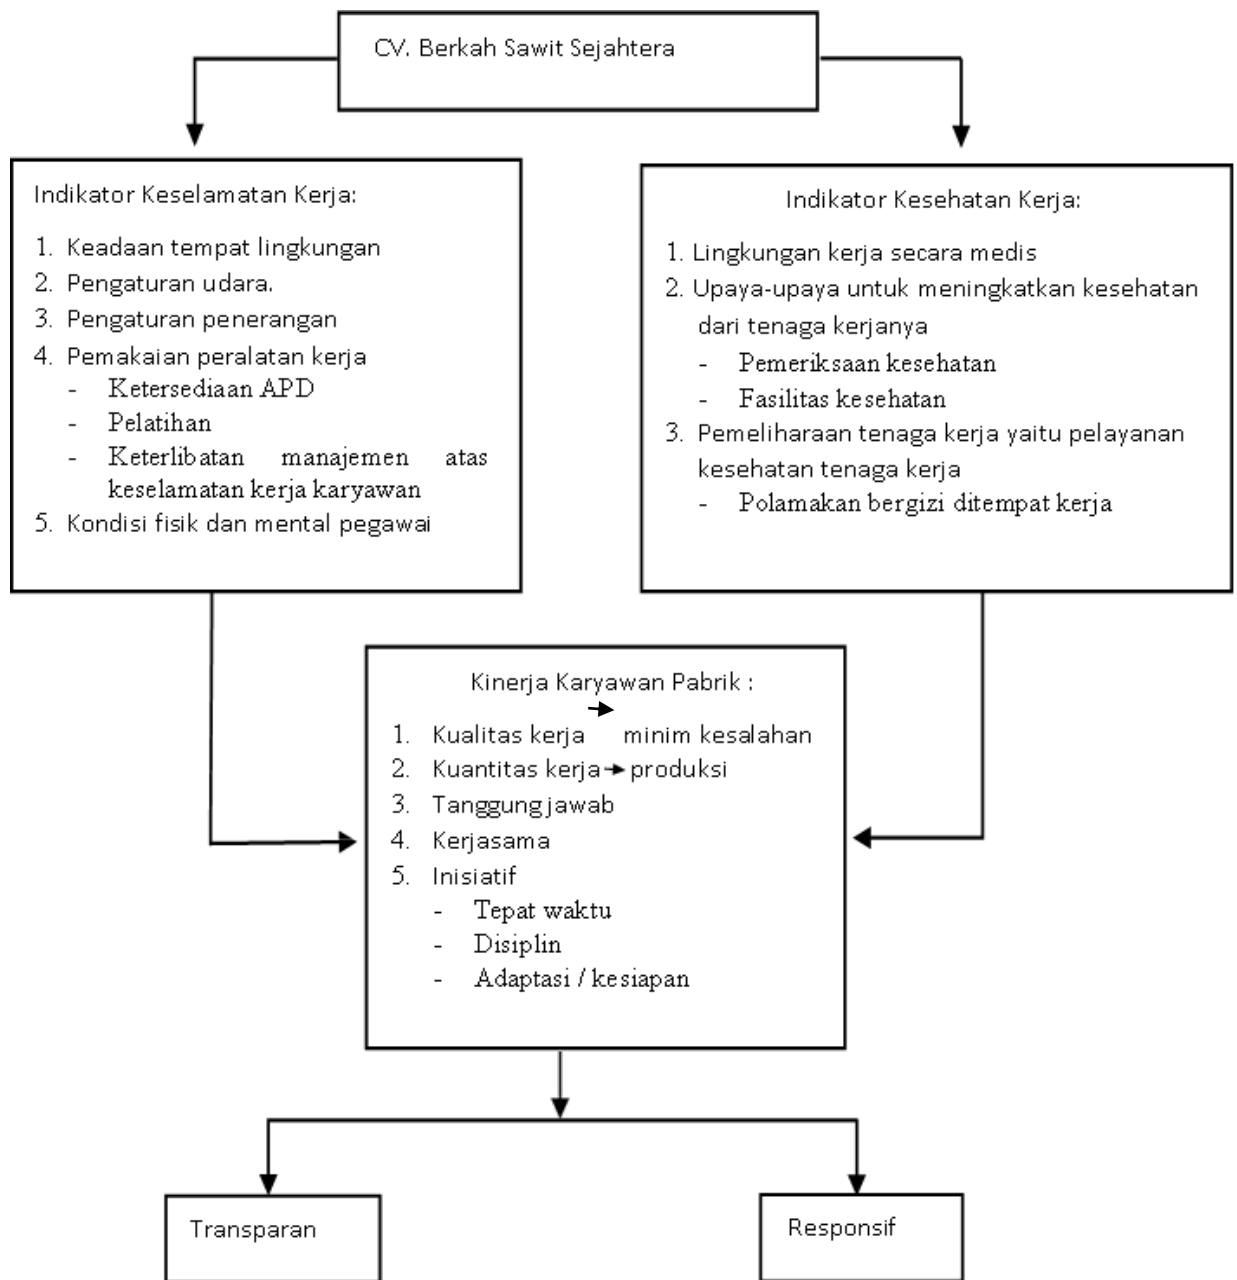 CV. Berkah Sawit Sejahtera
Indikator Keselamatan Kerja:
1. Keadaan tempat lingkungan
2. Pengaturan udara.
3. Pengaturan penerangan
4. Pemakaian peralatan kerja
- Ketersediaan APD
- Pelatihan
- Keterlibatan manajemen atas
keselamatan kerja karyawan
5. Kondisi fisik dan mental pegawai
Indikator Kesehatan Kerja:
1. Lingkungan kerja secara medis
2. Upaya-upaya untuk meningkatkan kesehatan
dari tenaga kerjanya
- Pemeriksaan kesehatan
- Fasilitas kesehatan
3. Pemeliharaan tenaga kerja yaitu pelayanan
kesehatan tenaga kerja
- Polamakan bergizi ditempat kerja
Kinerja Karyawan Pabrik :
1. Kualitas kerja → minim kesalahan
2. Kuantitas kerja → produksi
3. Tanggung jawab
4. Kerjasama
5. Inisiatif
- Tepat waktu
- Disiplin
- Adaptasi / kesiapan
Transparan
Responsif